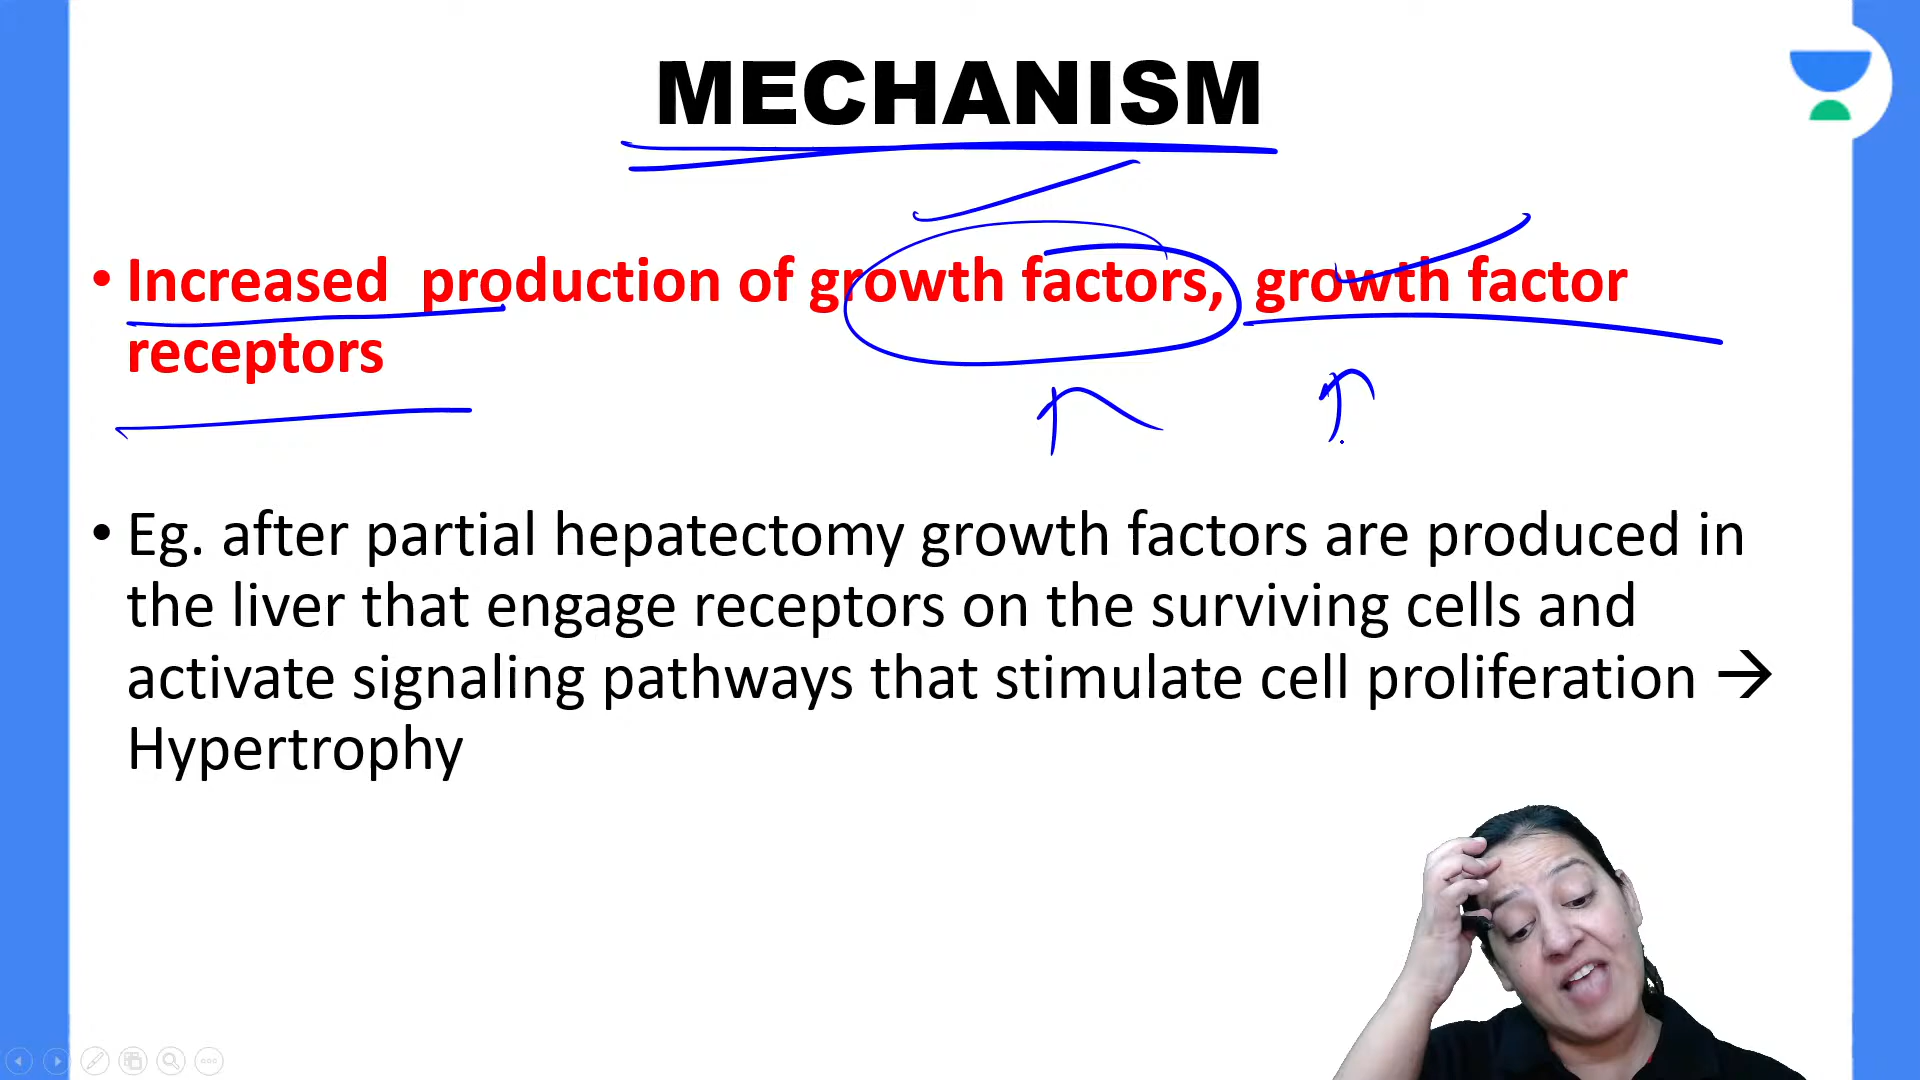 MECHANISM
• Increased production of growth factors, growth factor
receptors
• Eg. after partial hepatectomy growth factors are produced in
the liver that engage receptors on the surviving cells and
activate signaling pathways that stimulate cell proliferation →
Hypertrophy